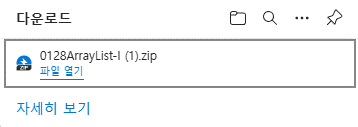 다운로드
0128ArrayList-I (1).zip
파일 열기
자세히 보기